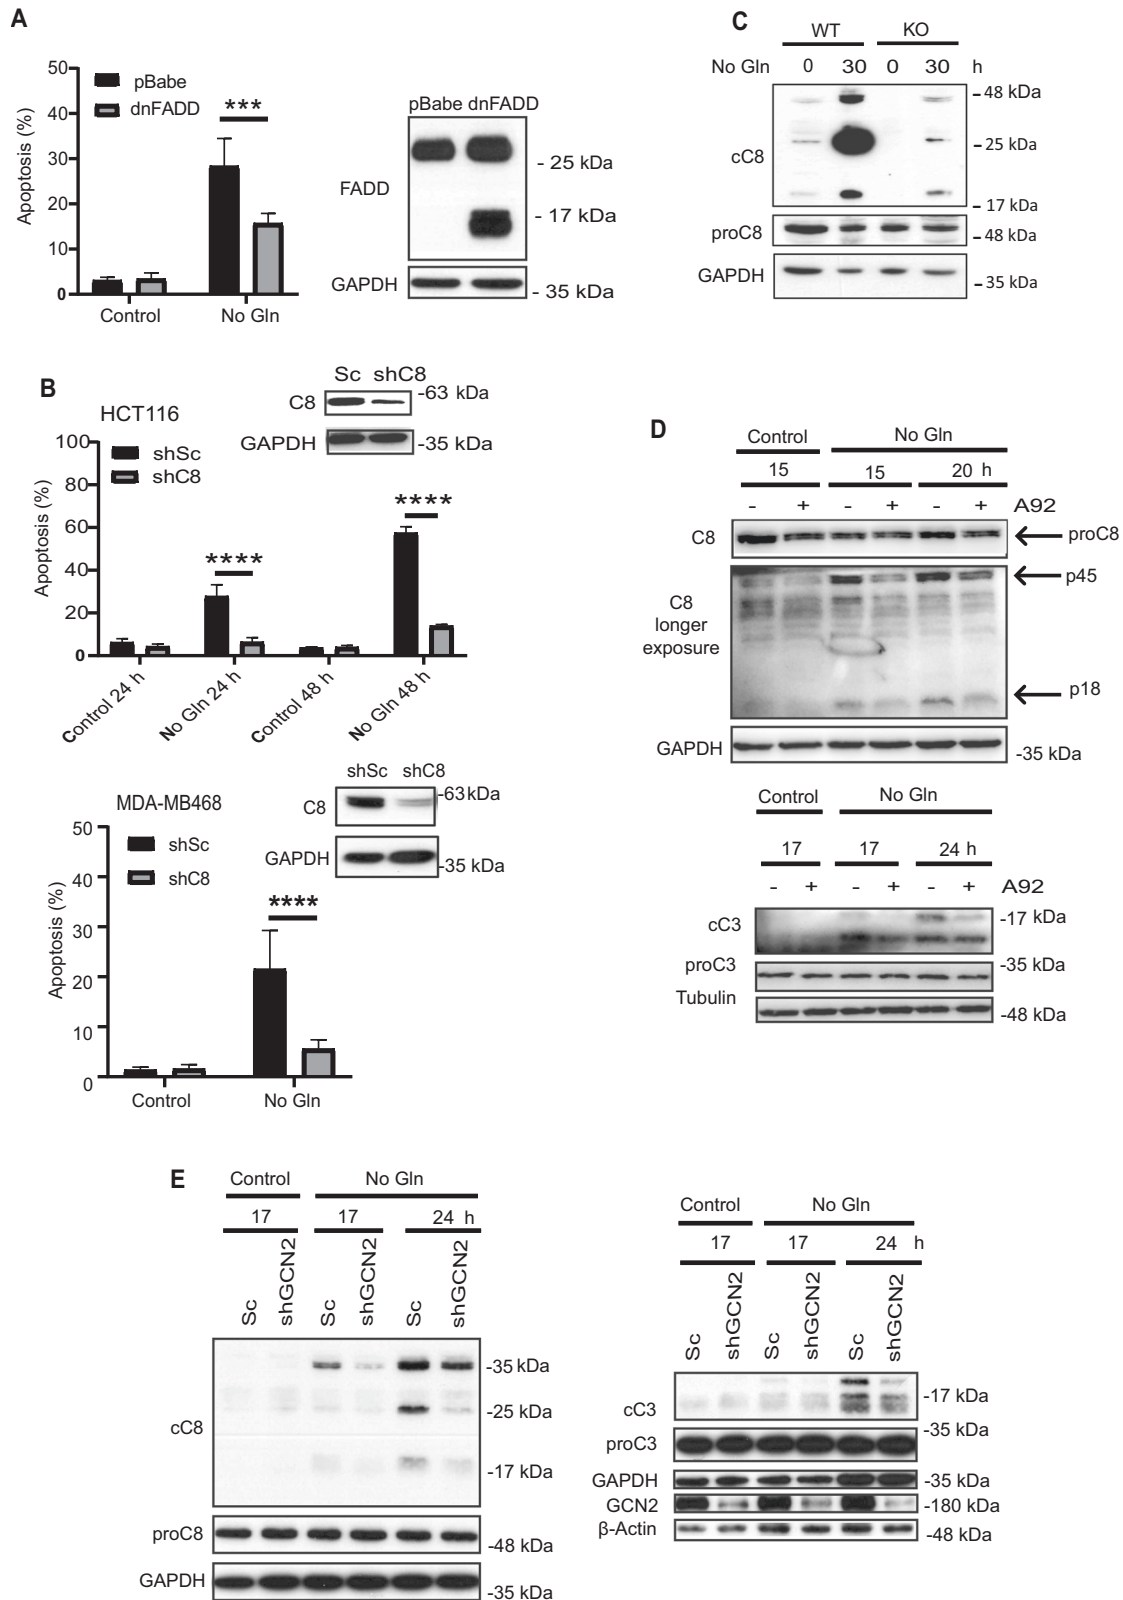 A
50
40
30
20
10
0
Apoptosis (%)
pBabe
dnFADD
***
Control
No Gln
pBabe dnFADD
FADD
- 25 kDa
- 17 kDa
GAPDH
- 35 kDa
C
WT
KO
No Gln 0 30 0 30 h
cC8
- 48 kDa
- 25 kDa
- 17 kDa
proC8
- 48 kDa
GAPDH
- 35 kDa
B
HCT116
100
80
60
40
20
0
Apoptosis (%)
shSc
shC8
****
****
Control 24 h
No Gln 24 h
Control 48 h
No Gln 48 h
Sc shC8
C8
-63 kDa
GAPDH
-35 kDa
MDA-MB468
50
40
30
20
10
0
Apoptosis (%)
shSc
shC8
****
Control
No Gln
shSc shC8
C8
-63kDa
GAPDH
-35 kDa
D
Control
No Gln
15 15 20 h
- + - + - + A92
C8
proC8
p45
C8
longer
exposure
p18
GAPDH
-35 kDa
Control
No Gln
17 17 24 h
- + - + - + A92
cC3
-17 kDa
proC3
-35 kDa
Tubulin
-48 kDa
E
Control
No Gln
17 17 24 h
Sc shGCN2 Sc shGCN2 Sc shGCN2
cC8
-35 kDa
-25 kDa
-17 kDa
proC8
-48 kDa
GAPDH
-35 kDa
Control
No Gln
17 17 24 h
Sc shGCN2 Sc shGCN2 Sc shGCN2
cC3
-17 kDa
-35 kDa
proC3
GAPDH
-35 kDa
GCN2
-180 kDa
β-Actin
-48 kDa